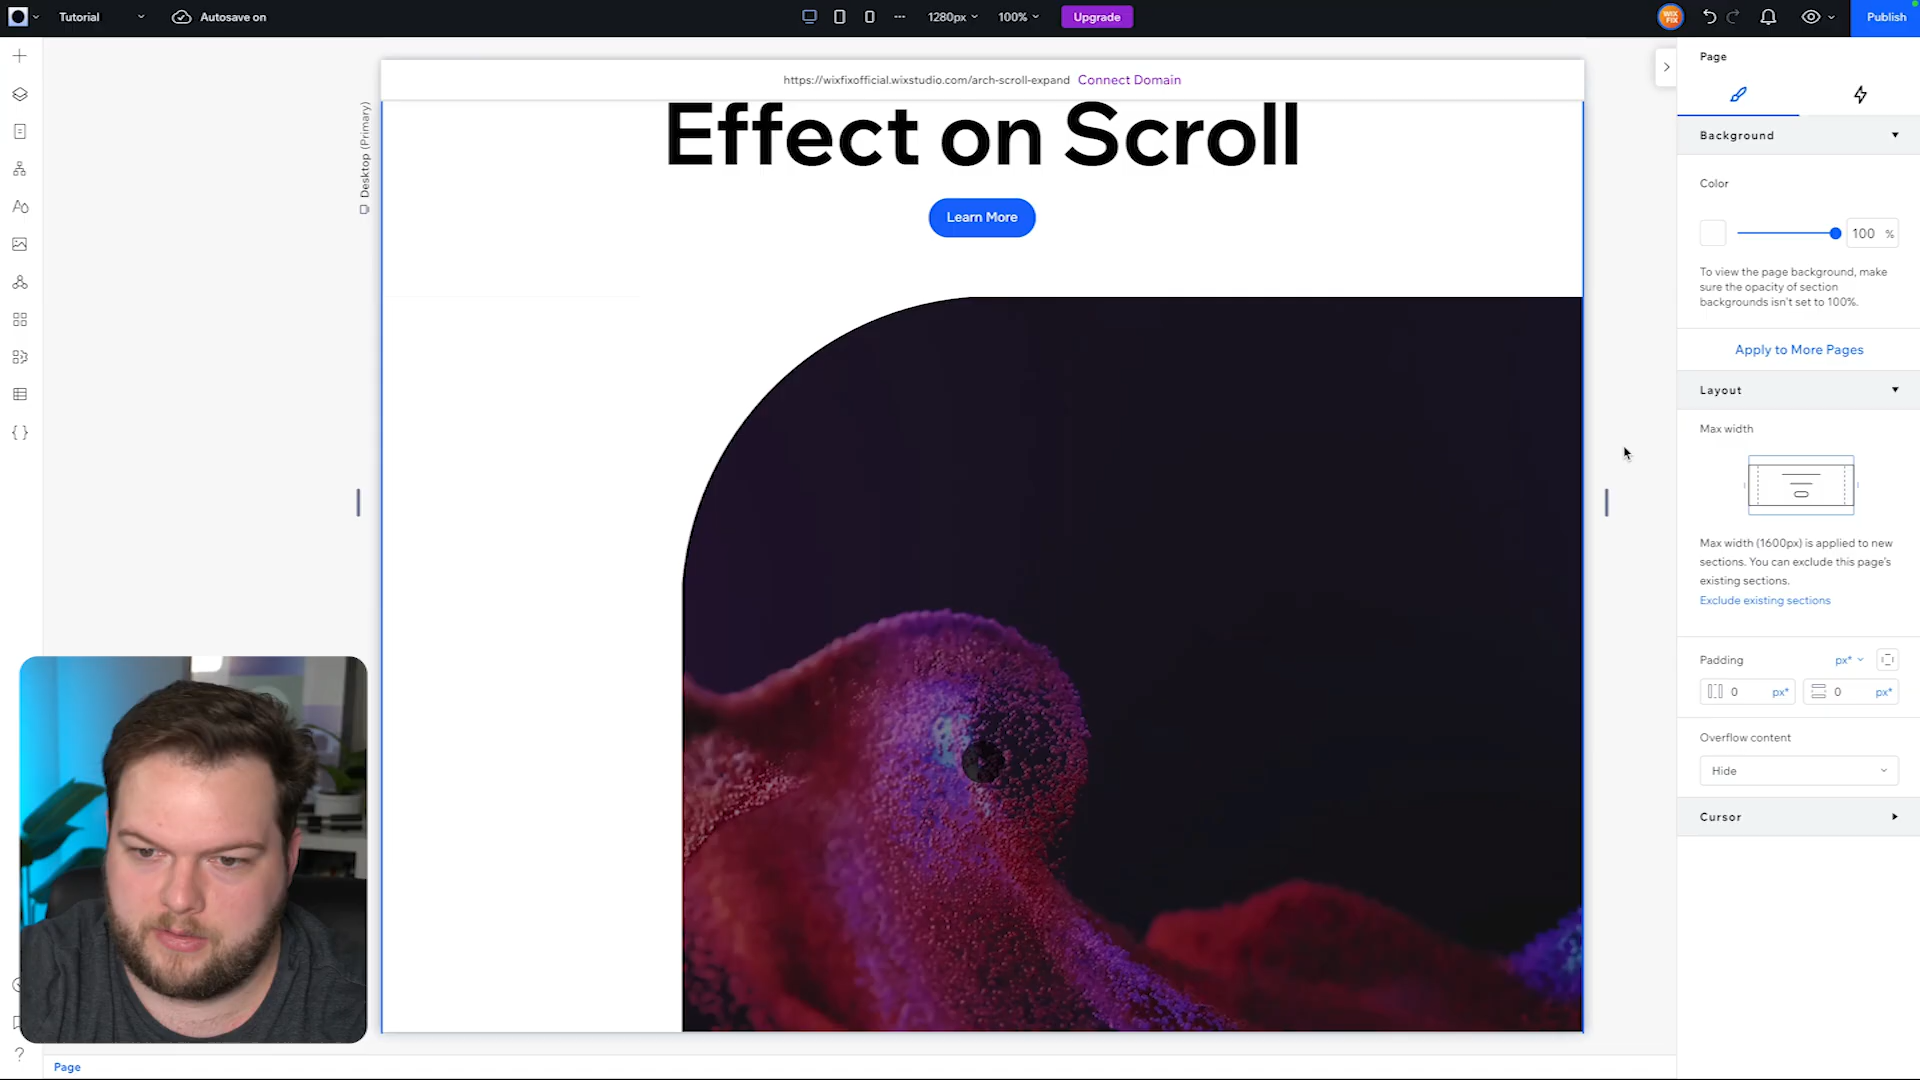 Tutorial
Autosave on
1280px
100%
Upgrade
WIX
FIX
Publish
https://wixfixofficial.wixstudio.com/arch-scroll-expand Connect Domain
Desktop (Primary)
Effect on Scroll
Learn More
Page
Background
Color
100 %
To view the page background, make
sure the opacity of section
backgrounds isn't set to 100%.
Apply to More Pages
Layout
Max width
Max width (1600px) is applied to new
sections. You can exclude this page's
existing sections.
Exclude existing sections
Padding px*
0 px* 0 px*
Overflow content
Hide
Cursor
Page